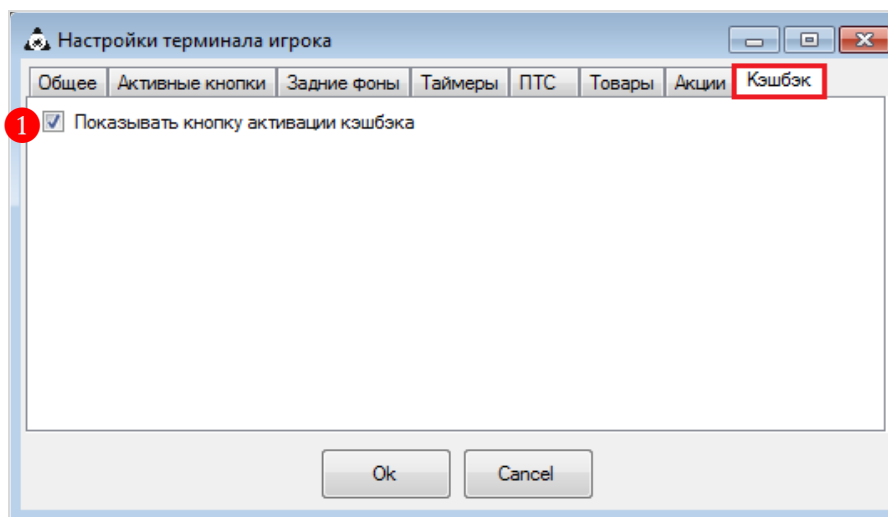 Настройки терминала игрока
Общее Активные кнопки Задние фоны Таймеры ПТС Товары Акции Кэшбэк
1 Показывать кнопку активации кэшбэка
Ok Cancel